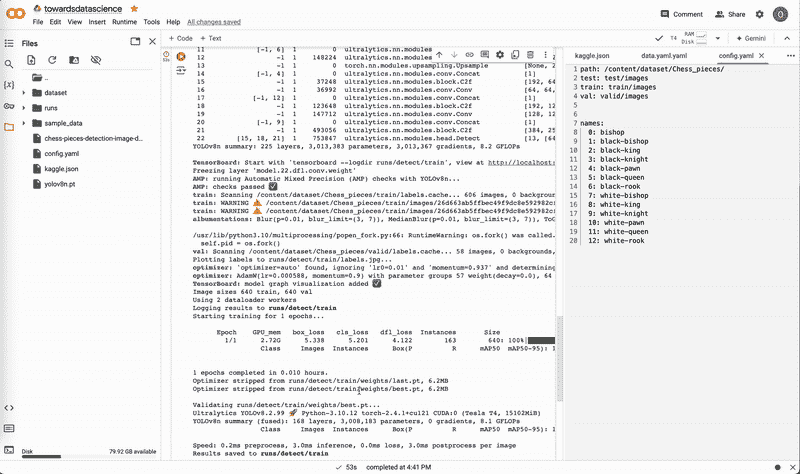 towardsdatascience
File Edit View Insert Runtime Tools Help All changes saved
Comment Share
+ Code + Text
T4 RAM Disk
Gemini
Files
..
dataset
runs
sample_data
chess-pieces-detection-image-d...
config.yaml
kaggle.json
yolov8n.pt
Disk 79.92 GB available
11 [-1, 6] 1 0 ultralytics.nn.modules
12 -1 1 148224 ultralytics.nn.modules
13 -1 1 0 torch.nn.modules.upsampling.Upsample [None, 2
14 [-1, 4] 1 0 ultralytics.nn.modules.conv.Concat [1]
15 -1 1 37248 ultralytics.nn.modules.block.C2f [192, 64
16 -1 1 36992 ultralytics.nn.modules.conv.Conv [64, 64,
17 [-1, 12] 1 0 ultralytics.nn.modules.conv.Concat [1]
18 -1 1 123648 ultralytics.nn.modules.block.C2f [192, 12
19 -1 1 147712 ultralytics.nn.modules.conv.Conv [128, 12
20 [-1, 9] 1 0 ultralytics.nn.modules.conv.Concat [1]
21 -1 1 493056 ultralytics.nn.modules.block.C2f [384, 25
22 [15, 18, 21] 1 753847 ultralytics.nn.modules.head.Detect [13, [64
YOLOv8n summary: 225 layers, 3,013,383 parameters, 3,013,367 gradients, 8.2 GFLOPs
TensorBoard: Start with 'tensorboard --logdir runs/detect/train', view at http://localhost:
Freezing layer 'model.22.dfl.conv.weight'
AMP: running Automatic Mixed Precision (AMP) checks with YOLOv8n...
AMP: checks passed ✅
train: Scanning /content/dataset/Chess_pieces/train/labels.cache... 606 images, 0 backgroun
train: WARNING ⚠️ /content/dataset/Chess_pieces/train/images/26d663ab5ffbec49f9dc8e592982c
train: WARNING ⚠️ /content/dataset/Chess_pieces/train/images/26d663ab5ffbec49f9dc8e592982c
albumentations: Blur(p=0.01, blur_limit=(3, 7)), MedianBlur(p=0.01, blur_limit=(3, 7)), ToG
/usr/lib/python3.10/multiprocessing/popen_fork.py:66: RuntimeWarning: os.fork() was called.
self.pid = os.fork()
val: Scanning /content/dataset/Chess_pieces/valid/labels.cache... 58 images, 0 backgrounds,
Plotting labels to runs/detect/train/labels.jpg...
optimizer: 'optimizer=auto' found, ignoring 'lr0=0.01' and 'momentum=0.937' and determining
optimizer: AdamW(lr=0.000588, momentum=0.9) with parameter groups 57 weight(decay=0.0), 64
TensorBoard: model graph visualization added ✅
Image sizes 640 train, 640 val
Using 2 dataloader workers
Logging results to runs/detect/train
Starting training for 1 epochs...
Epoch GPU_mem box_loss cls_loss dfl_loss Instances Size
1/1 2.72G 5.338 5.201 4.122 163 640: 100%
Class Images Instances Box(P R mAP50 mAP50-95): 1
1 epochs completed in 0.010 hours.
Optimizer stripped from runs/detect/train/weights/last.pt, 6.2MB
Optimizer stripped from runs/detect/train/weights/best.pt, 6.2MB
Validating runs/detect/train/weights/best.pt...
Ultralytics YOLOv8.2.99 🚀 Python-3.10.12 torch-2.4.1+cu121 CUDA:0 (Tesla T4, 15102MiB)
YOLOv8n summary (fused): 168 layers, 3,008,183 parameters, 0 gradients, 8.1 GFLOPs
Class Images Instances Box(P R mAP50 mAP50-95): 1
Speed: 0.2ms preprocess, 3.0ms inference, 0.0ms loss, 3.0ms postprocess per image
Results saved to runs/detect/train
kaggle.json data.yaml.yaml config.yaml
1 path: /content/dataset/Chess_pieces/
2 test: test/images
3 train: train/images
4 val: valid/images
5
6
7 names:
8 0: bishop
9 1: black-bishop
10 2: black-king
11 3: black-knight
12 4: black-pawn
13 5: black-queen
14 6: black-rook
15 7: white-bishop
16 8: white-king
17 9: white-knight
18 10: white-pawn
19 11: white-queen
20 12: white-rook
53s completed at 4:41 PM